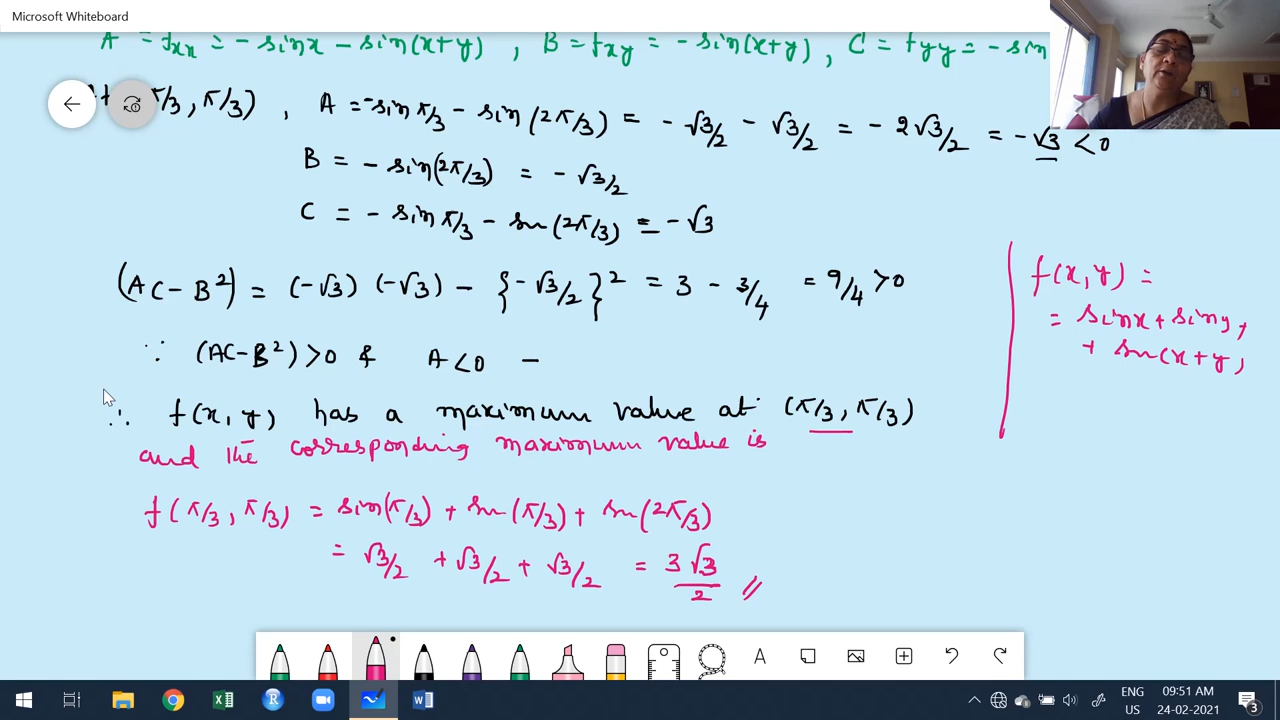 Microsoft Whiteboard
A = fxx = - sinx - sin(x+y) , B = fxy = - sin(x+y) , C = fyy = - sin
π/3, π/3) , A = -sin π/3 - sin(2π/3) = - √3/2 - √3/2 = - 2√3/2 = - √3 < 0
B = - sin(2π/3) = - √3/2
C = - sin π/3 - sin(2π/3) = - √3
(AC - B²) = (-√3) (-√3) - {-√3/2}² = 3 - 3/4 = 9/4 > 0
∵ (AC - B²) > 0 & A < 0 -
∴ f(x, y) has a maximum value at (π/3, π/3)
and the corresponding maximum value is
f(π/3, π/3) = sin(π/3) + sin(π/3) + sin(2π/3)
= √3/2 + √3/2 + √3/2 = 3√3/2 //
f(x, y) =
= sinx + siny,
+ sin(x+y,
A
ENG
US
09:51 AM
24-02-2021
3